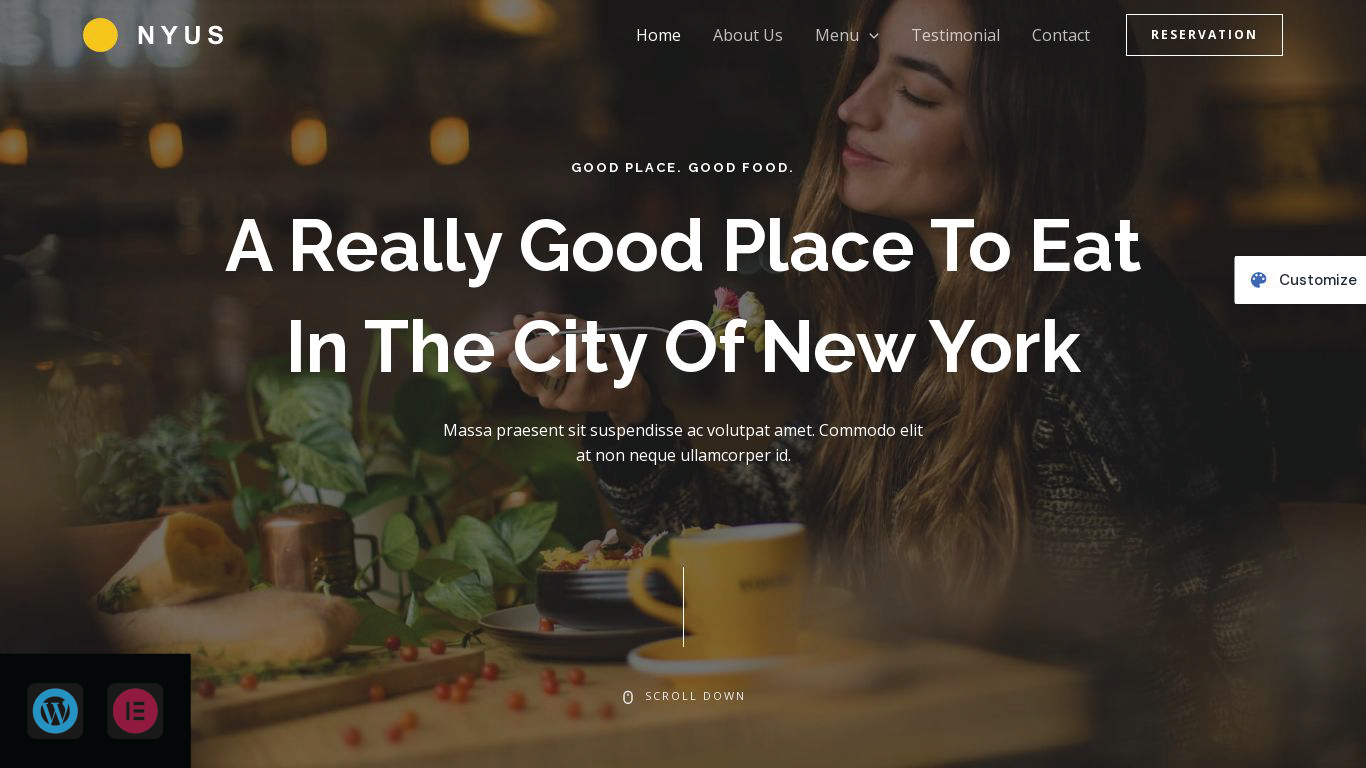 NYUS
Home
About Us
Menu
Testimonial
Contact
RESERVATION
GOOD PLACE. GOOD FOOD.
A Really Good Place To Eat
In The City Of New York
Customize
Massa praesent sit suspendisse ac volutpat amet. Commodo elit
at non neque ullamcorper id.
SCROLL DOWN